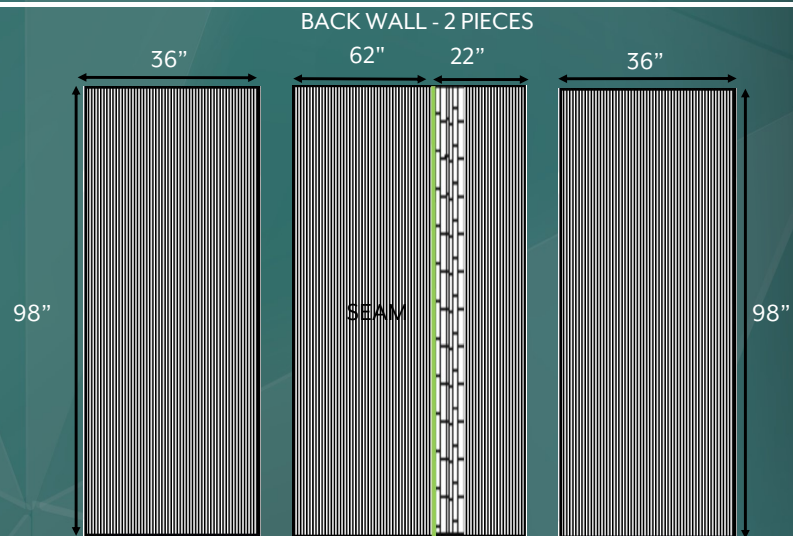 BACK WALL - 2 PIECES
36” 62” 22” 36”
98” SEAM 98”